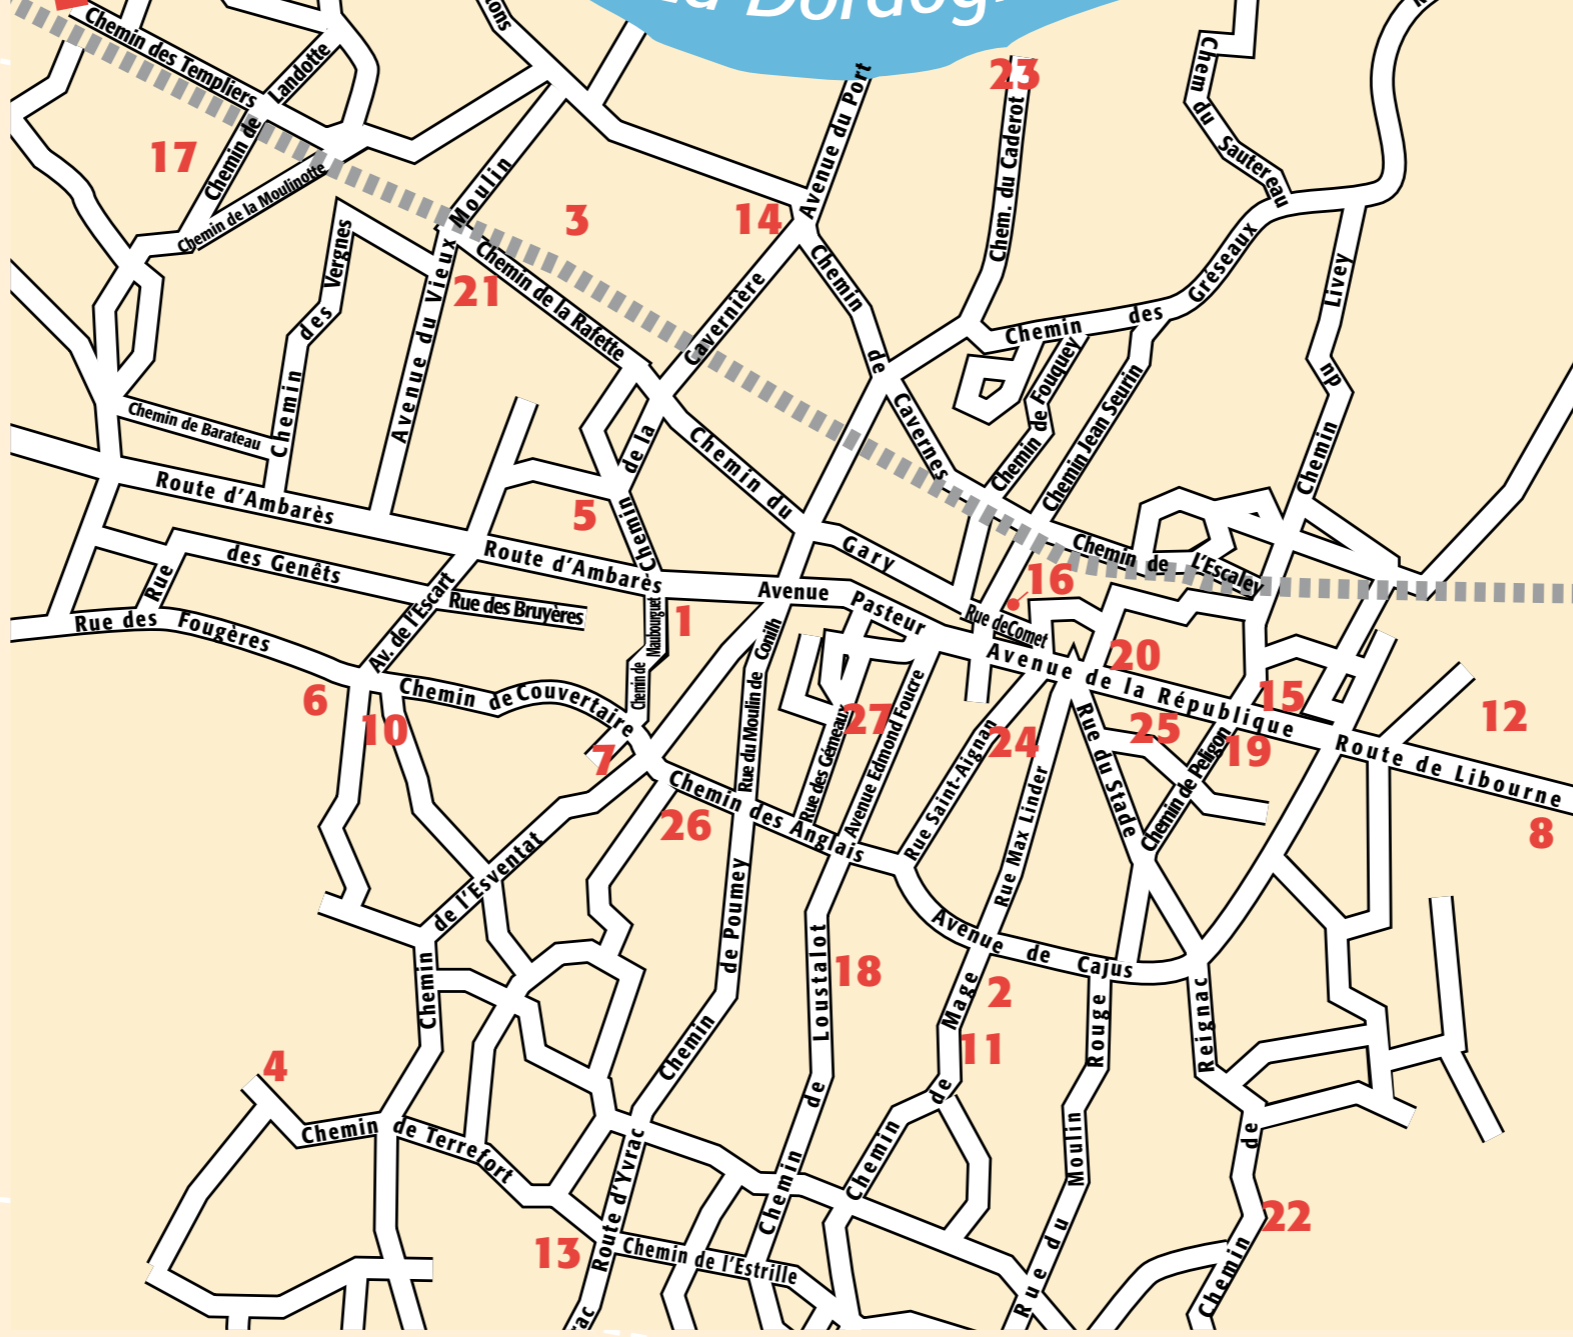 La Dordog
Chemin des Templiers
Chemin de Landotte
Chemin de la Moulinotte
17
3
14
23
Avenue du Port
Chem. du Caderot
Chem du Sautereau
Avenue du Vieux Moulin
Chemin des Vergnes
21
Chemin de la Rafette
Chemin de la Cavernière
Chemin de Cavernes
Chemin des Gréseaux
Chemin du Livey
Chemin de Fouquey
Chemin Jean Seurin
Chemin de Barateau
Route d'Ambarès
5
Chemin du Gary
Chemin de L'Escaley
16
des Genêts
Rue
Route d'Ambarès
Avenue Pasteur
Rue de Comet
Rue des Bruyères
Av. de l'Escart
Rue des Fougères
Chemin de Maubourguet
1
Rue du Moulin de Conilh
20
Avenue de la République
15
12
6
10
Chemin de Couvertaire
7
27
Rue des Gémeaux
Avenue Edmond Foucre
Rue Saint-Aignan
24
Rue Max Linder
Rue du Stade
25
Chemin de Peligon
19
Route de Libourne
8
26
Chemin des Anglais
Chemin de l'Esventat
Chemin de Poumey
18
Chemin de Loustalot
Avenue de Cajus
2
11
Chemin de Mage
Rue du Moulin Rouge
Chemin de Reignac
4
Chemin de Terrefort
Route d'Yvrac
13
Chemin de l'Estrille
22
rac